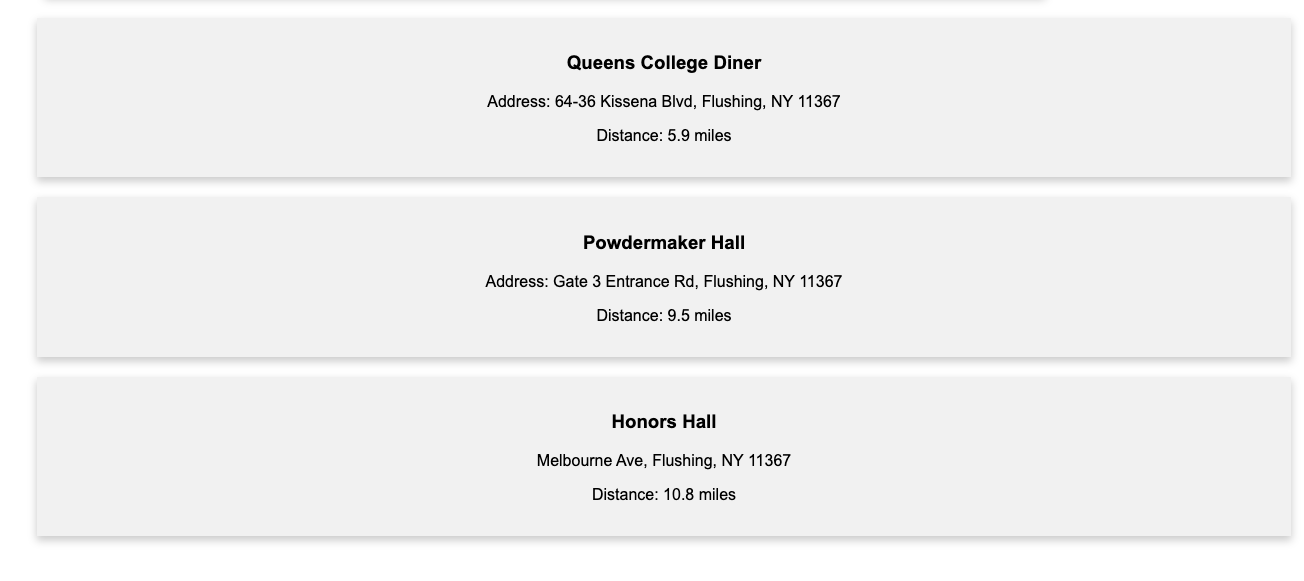 Queens College Diner
Address: 64-36 Kissena Blvd, Flushing, NY 11367
Distance: 5.9 miles
Powdermaker Hall
Address: Gate 3 Entrance Rd, Flushing, NY 11367
Distance: 9.5 miles
Honors Hall
Melbourne Ave, Flushing, NY 11367
Distance: 10.8 miles